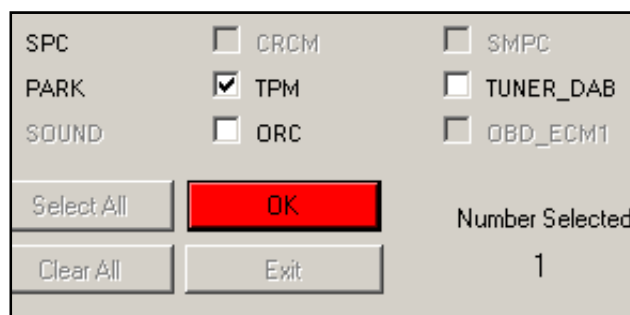 SPC CRCM SMPC
PARK TPM TUNER_DAB
SOUND ORC OBD_ECM1
Select All OK Number Selected
Clear All Exit 1